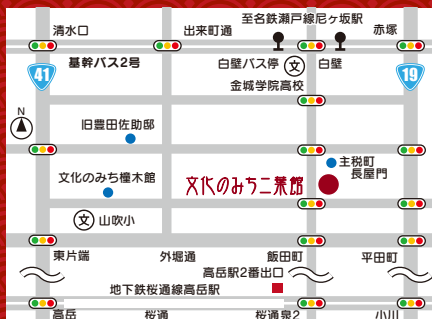 至名鉄瀬戸線尼ヶ坂駅
清水口
出来町通
赤塚
41
基幹バス2号
白壁バス停
文
白壁
19
金城学院高校
N
旧豊田佐助邸
主税町
長屋門
文化のみち橦木館
文化のみち二葉館
文
山吹小
東片端
外堀通
飯田町
平田町
高岳駅2番出口
地下鉄桜通線高岳駅
高岳
桜通
桜通泉2
小川